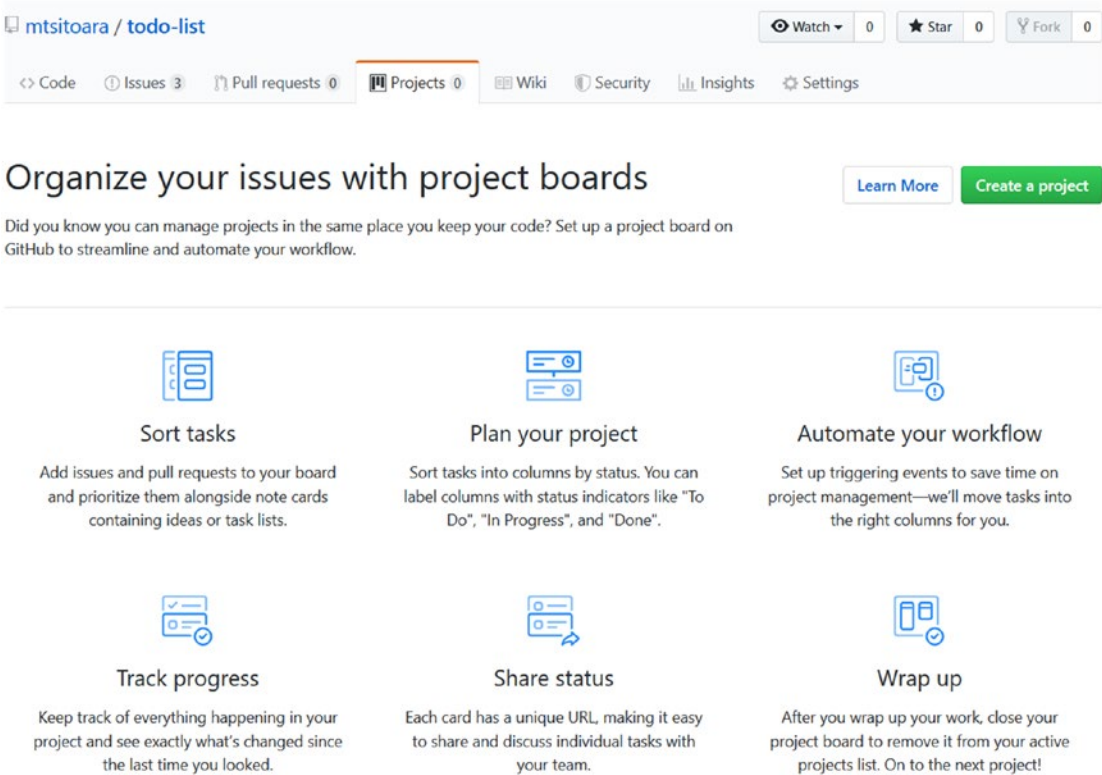 mtsitoara / todo-list
Watch 0 Star 0 Fork 0
Code Issues 3 Pull requests 0 Projects 0 Wiki Security Insights Settings
Organize your issues with project boards
Learn More Create a project
Did you know you can manage projects in the same place you keep your code? Set up a project board on
GitHub to streamline and automate your workflow.
Sort tasks
Add issues and pull requests to your board
and prioritize them alongside note cards
containing ideas or task lists.
Plan your project
Sort tasks into columns by status. You can
label columns with status indicators like "To
Do", "In Progress", and "Done".
Automate your workflow
Set up triggering events to save time on
project management—we'll move tasks into
the right columns for you.
Track progress
Keep track of everything happening in your
project and see exactly what's changed since
the last time you looked.
Share status
Each card has a unique URL, making it easy
to share and discuss individual tasks with
your team.
Wrap up
After you wrap up your work, close your
project board to remove it from your active
projects list. On to the next project!